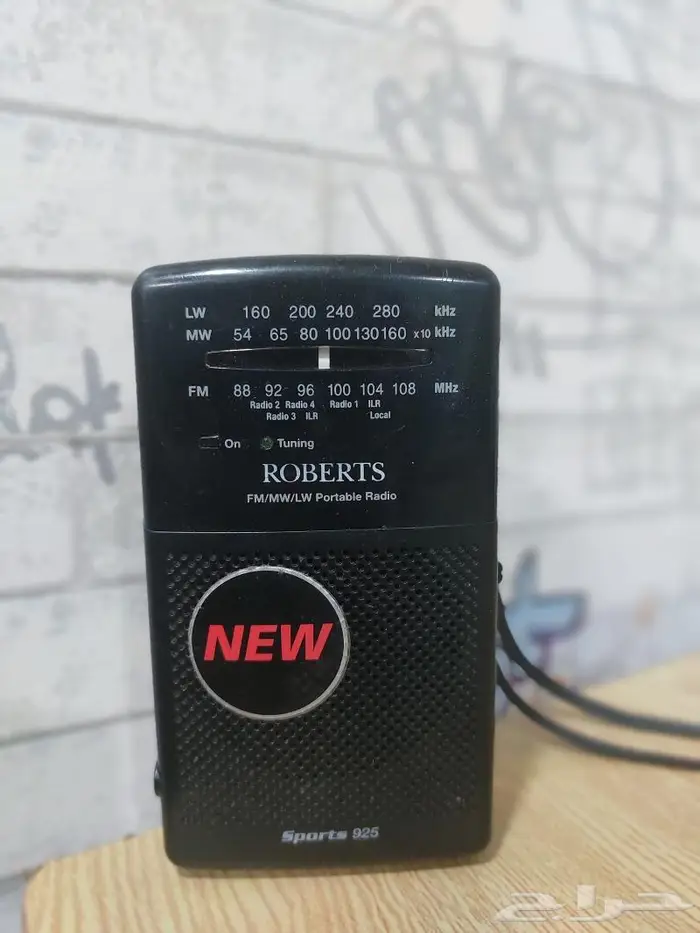 LW 160 200 240 280 kHz
MW 54 65 80 100 130 160 x10 kHz
FM 88 92 96 100 104 108 MHz
Radio 2 Radio 4 Radio 1 ILR
Radio 3 ILR Local
On Tuning
ROBERTS
FM/MW/LW Portable Radio
NEW
Sports 925
حراج